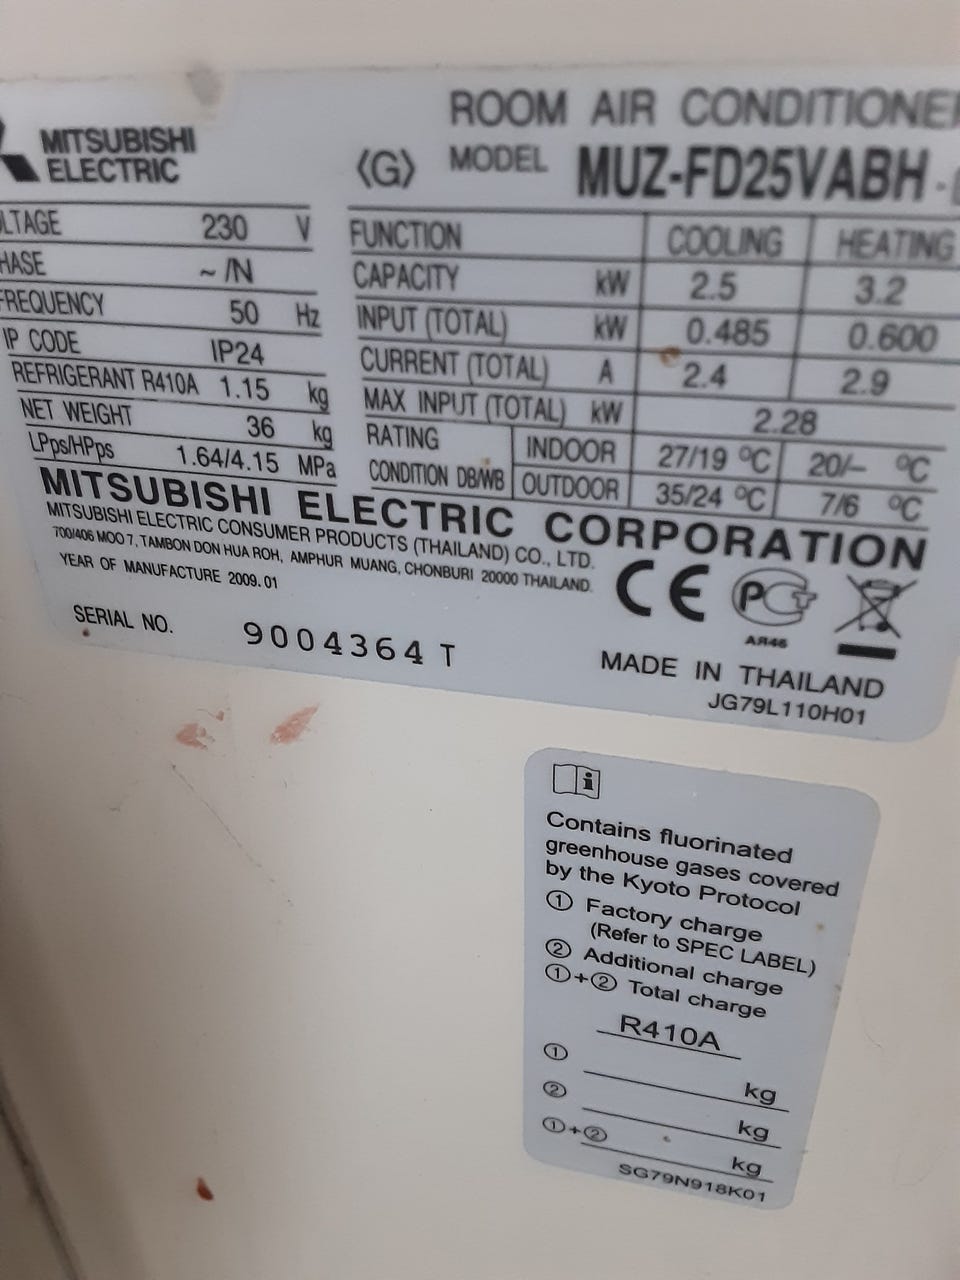 MITSUBISHI
ELECTRIC
ROOM AIR CONDITIONE
⟨G⟩ MODEL MUZ-FD25VABH -
LTAGE 230 V
HASE ~ /N
FREQUENCY 50 Hz
IP CODE IP24
REFRIGERANT R410A 1.15 kg
NET WEIGHT 36 kg
LPps/HPps 1.64/4.15 MPa
FUNCTION COOLING HEATING
CAPACITY kW 2.5 3.2
INPUT (TOTAL) kW 0.485 0.600
CURRENT (TOTAL) A 2.4 2.9
MAX INPUT (TOTAL) kW 2.28
RATING INDOOR 27/19 °C 20/- °C
CONDITION DB/WB OUTDOOR 35/24 °C 7/6 °C
MITSUBISHI ELECTRIC CORPORATION
MITSUBISHI ELECTRIC CONSUMER PRODUCTS (THAILAND) CO., LTD.
700/406 MOO 7, TAMBON DON HUA ROH, AMPHUR MUANG, CHONBURI 20000 THAILAND.
YEAR OF MANUFACTURE 2009.01
CE PCT
АЯ46
SERIAL NO. 9004364 T
MADE IN THAILAND
JG79L110H01
i
Contains fluorinated
greenhouse gases covered
by the Kyoto Protocol
① Factory charge
(Refer to SPEC LABEL)
② Additional charge
①+② Total charge
R410A
① kg
② kg
①+② kg
SG79N918K01